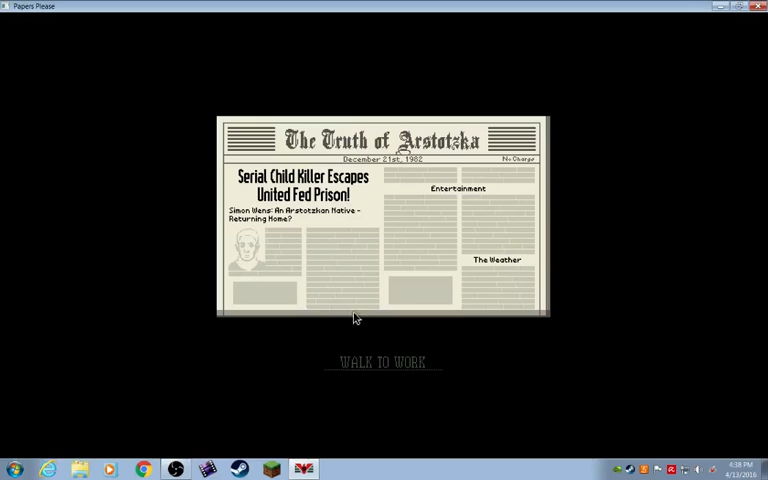 Papers Please
The Truth of Arstotzka
December 21st, 1982
No Charge
Serial Child Killer Escapes
United Fed Prison!
Simon Wens: An Arstotzkan Native -
Returning Home?
Entertainment
The Weather
WALK TO WORK
4:38 PM
4/13/2016